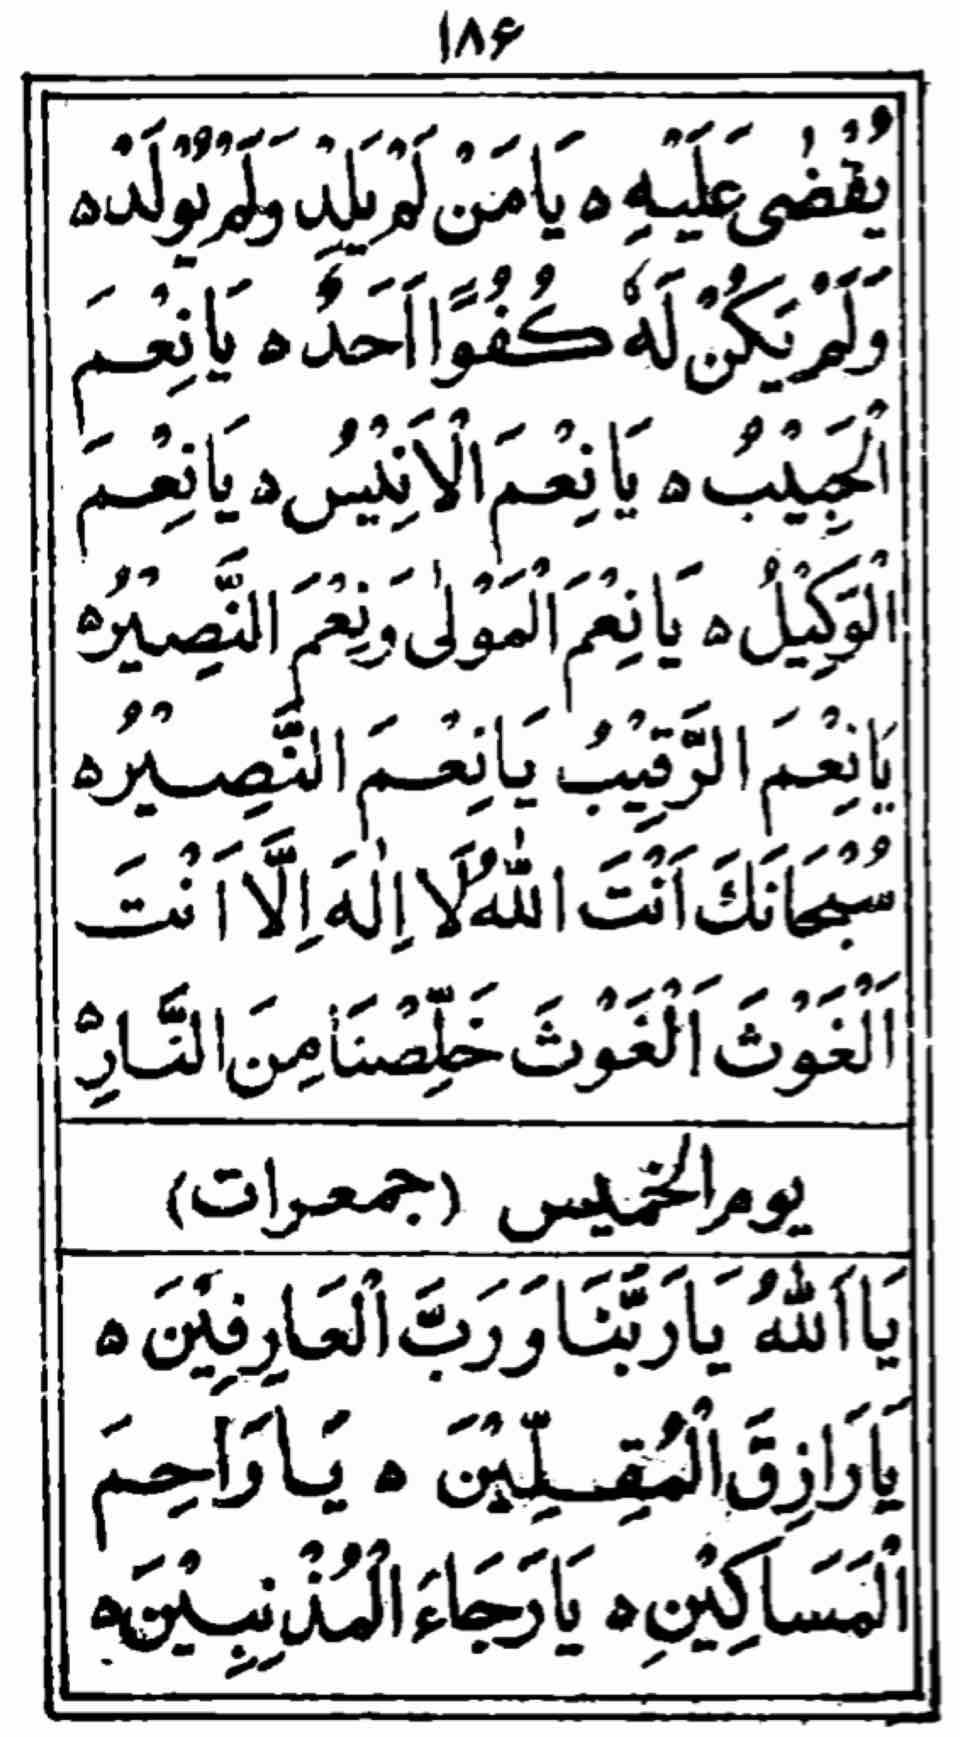 ۱۸۶
يُقْضٰى عَلَيْهِ ه يَا مَنْ لَمْ يَلِدْ وَلَمْ يُوْلَدْ ه
وَلَمْ يَكُنْ لَهٗ كُفُوًا اَحَدٌ ه يَا نِعْمَ
الْحَبِيْبُ ه يَا نِعْمَ الْاَنِيْسُ ه يَا نِعْمَ
الْوَكِيْلُ ه يَا نِعْمَ الْمَوْلٰى وَنِعْمَ النَّصِيْرُ ه
يَا نِعْمَ الرَّقِيْبُ يَا نِعْمَ النَّصِيْرُ ه
سُبْحَانَكَ اَنْتَ اللّٰهُ لَا اِلٰهَ اِلَّا اَنْتَ
اَلْغَوْثَ اَلْغَوْثَ خَلِّصْنَا مِنَ النَّارِ ه
يوم الخميس (جمعرات)
يَا اَللّٰهُ يَا رَبَّنَا وَرَبَّ الْعَارِفِيْنَ ه
يَا رَازِقَ الْمُقِلِّيْنَ ه يَا رَاحِمَ
الْمَسَاكِيْنِ ه يَا رَجَاءَ الْمُذْنِبِيْنَ ه